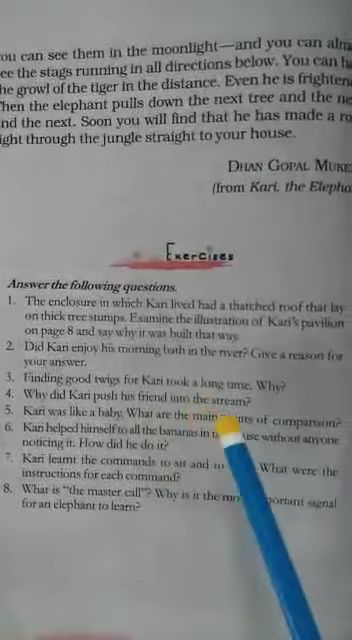 ou can see them in the moonlight—and you can
ee the stags running in all directions below. You can
he growl of the tiger in the distance. Even he is
hen the elephant pulls down the next tree and the
nd the next. Soon you will find that he has made a
ight through the jungle straight to your house.
DHAN GOPAL
(from Kari, the
Exercises
Answer the following questions.
1. The enclosure in which Kari lived had a thatched roof that lay
on thick tree stumps. Examine the illustration of Kari's pavilion
on page 8 and say why it was built that way.
2. Did Kari enjoy his morning bath in the river? Give a reason for
your answer.
3. Finding good twigs for Kari took a long time. Why?
4. Why did Kari push his friend into the stream?
5. Kari was like a baby. What are the main of comparison?
6. Kari helped himself to all the bananas in without anyone
noticing it. How did he do it?
7. Kari learnt the commands to sit and to What were the
instructions for each command?
8. What is "the master call"? Why is it the signal
for an elephant to learn?